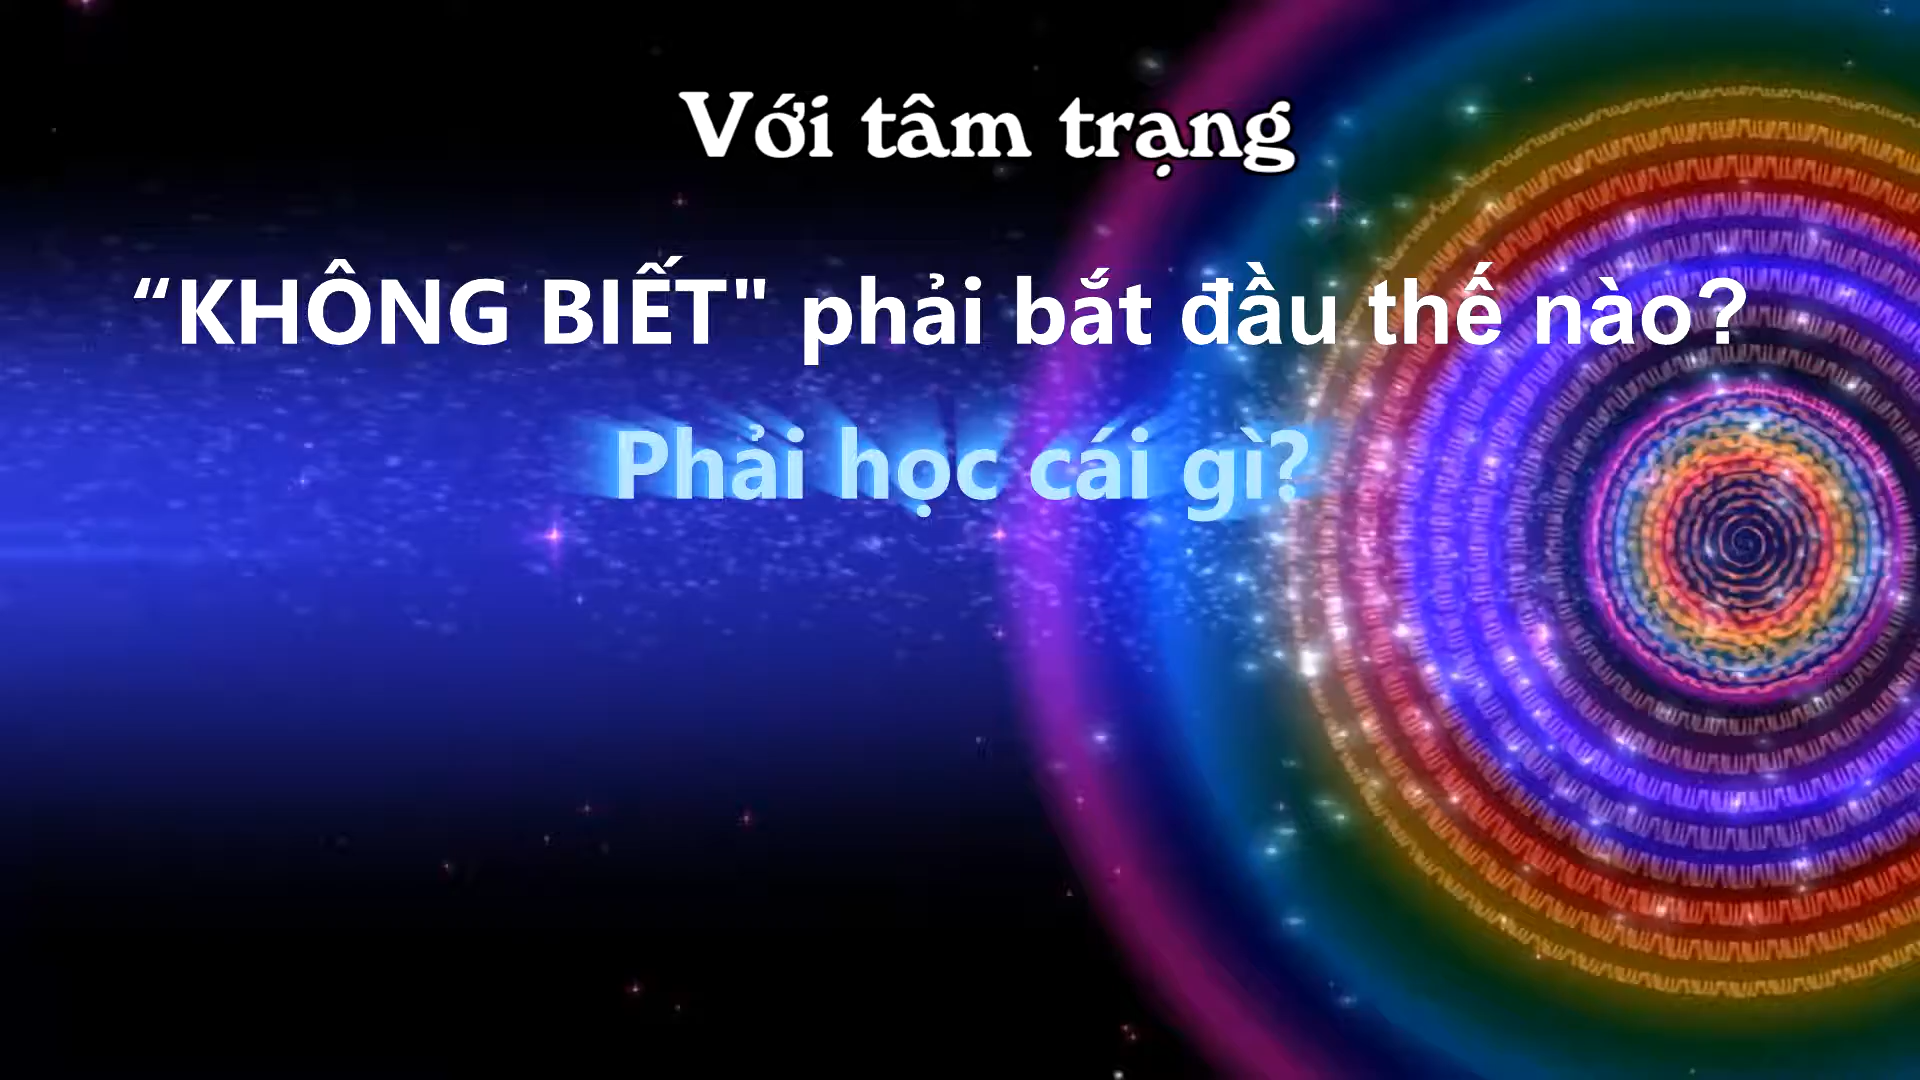 Với tâm trạng
“KHÔNG BIẾT" phải bắt đầu thế nào?
Phải học cái gì?